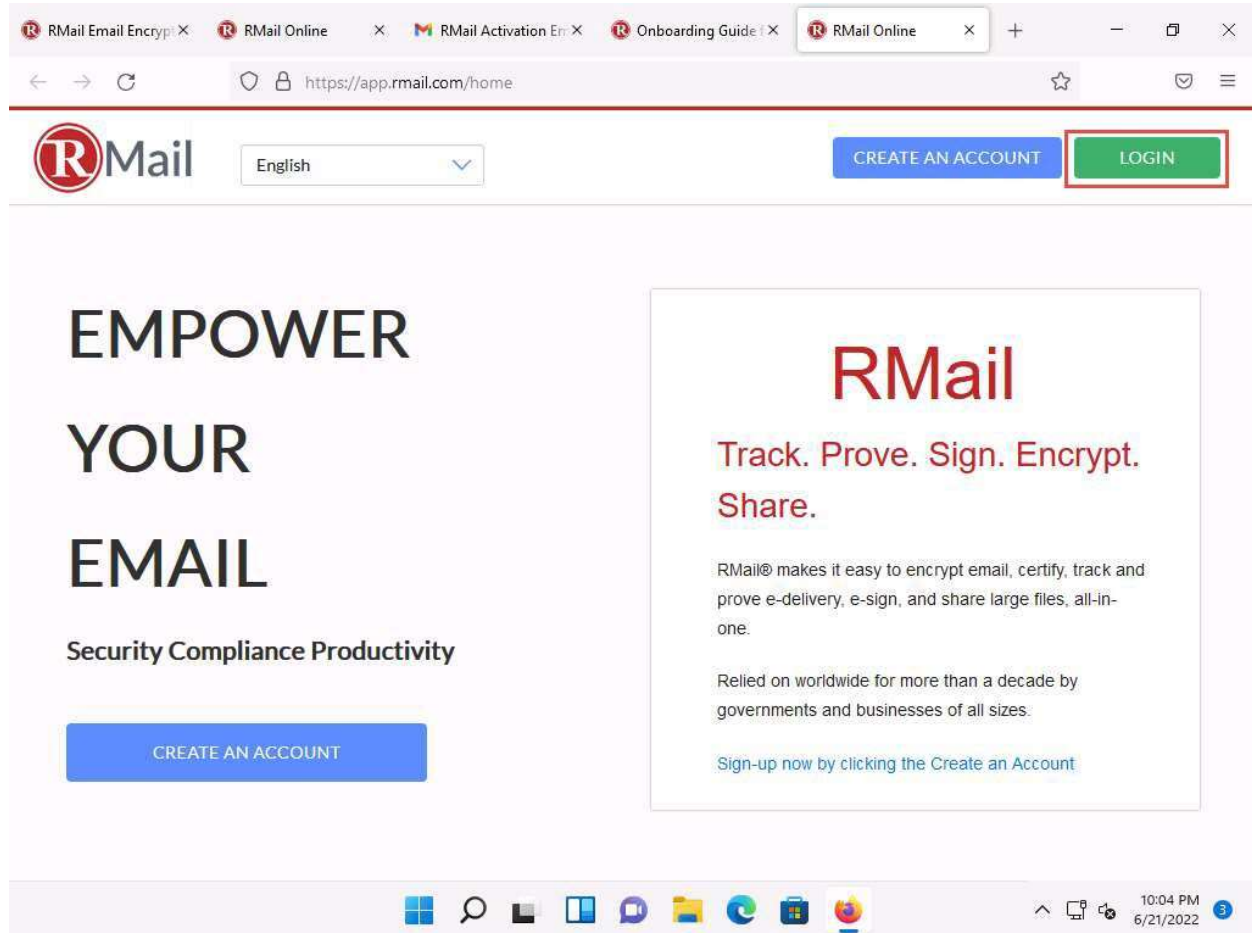 RMail Email Encrypt
RMail Online
RMail Activation Em
Onboarding Guide f
RMail Online
https://app.rmail.com/home
RMail
English
CREATE AN ACCOUNT
LOGIN
EMPOWER
YOUR
EMAIL
Security Compliance Productivity
CREATE AN ACCOUNT
RMail
Track. Prove. Sign. Encrypt.
Share.
RMail® makes it easy to encrypt email, certify, track and
prove e-delivery, e-sign, and share large files, all-in-
one.
Relied on worldwide for more than a decade by
governments and businesses of all sizes.
Sign-up now by clicking the Create an Account
10:04 PM
6/21/2022
3